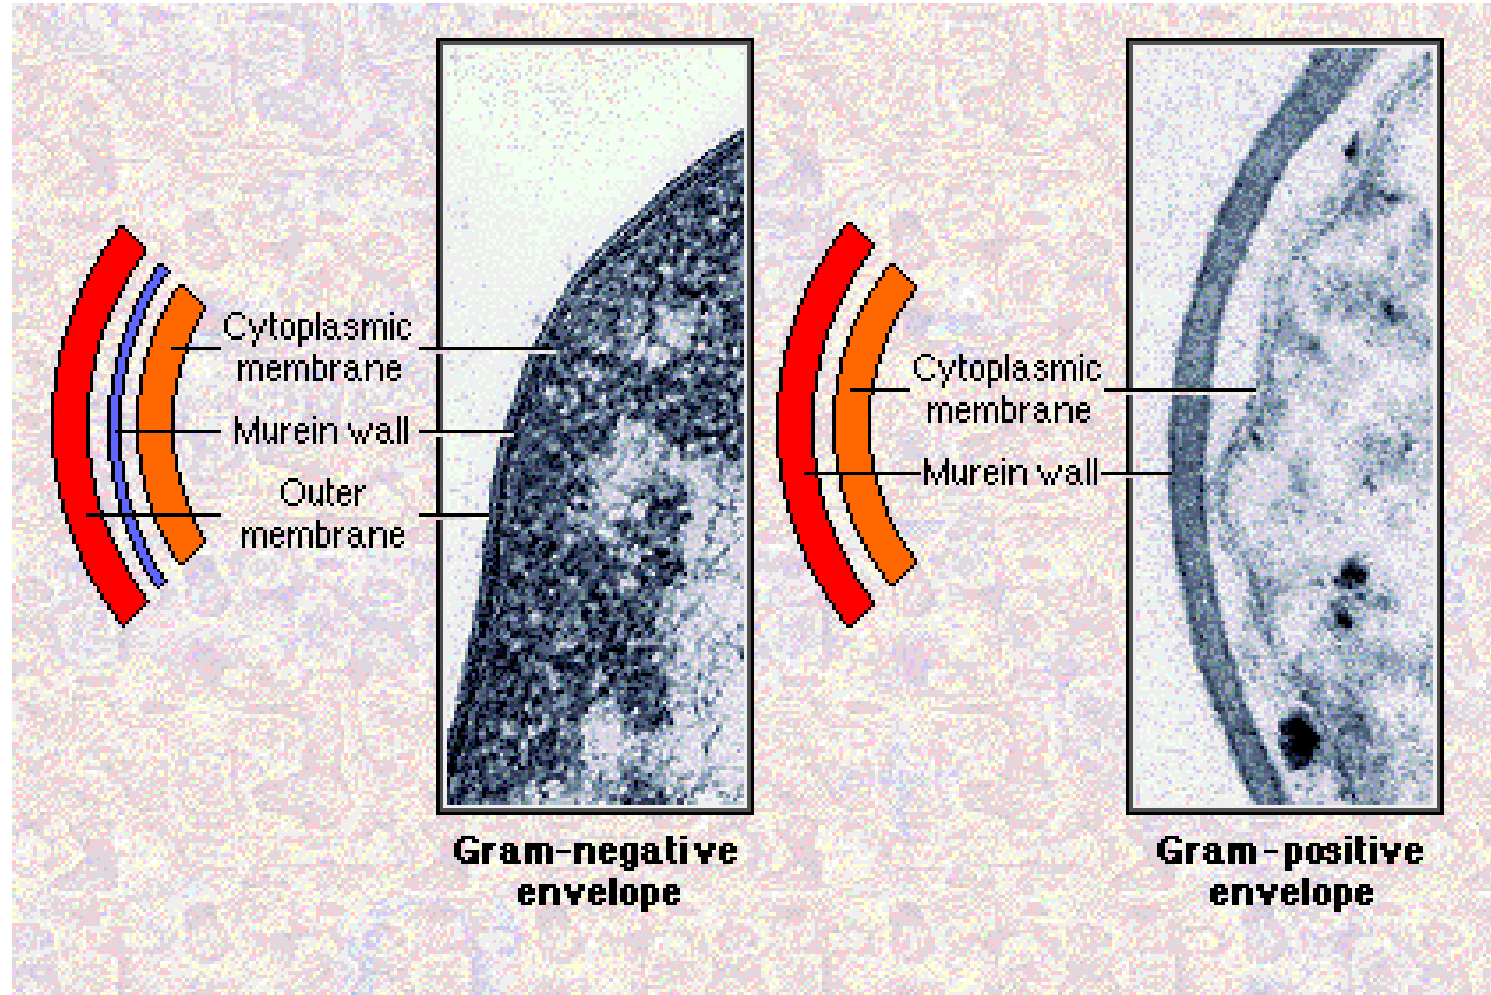 Cytoplasmic
membrane
Murein wall
Outer
membrane
Gram-negative
envelope
Cytoplasmic
membrane
Murein wall
Gram-positive
envelope